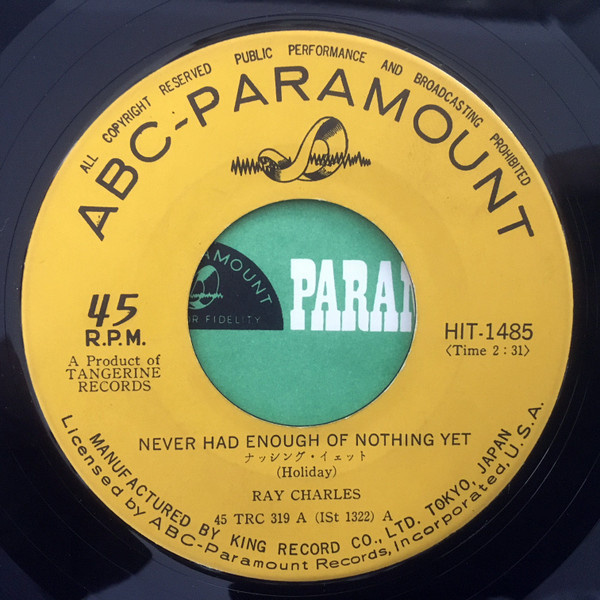 ALL COPYRIGHT RESERVED PUBLIC PERFORMANCE AND BROADCASTING PROHIBITED
ABC-PARAMOUNT
AMOUNT
R FIDELITY
PARA
45
R.P.M.
A Product of
TANGERINE
RECORDS
HIT-1485
〈Time 2:31〉
NEVER HAD ENOUGH OF NOTHING YET
ナッシング・イェット
(Holiday)
RAY CHARLES
45 TRC 319 A (ISt 1322) A
MANUFACTURED BY KING RECORD CO., LTD. TOKYO, JAPAN
Licensed by ABC-Paramount Records, Incorporated, U.S.A.